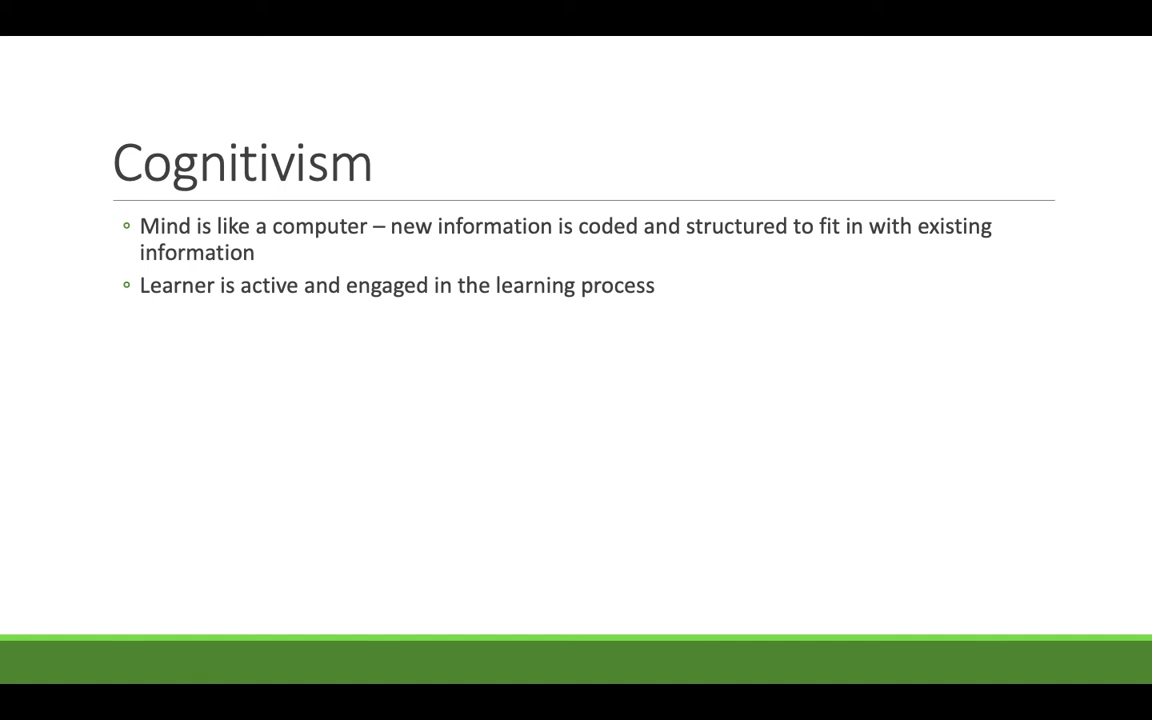 Cognitivism
◦ Mind is like a computer – new information is coded and structured to fit in with existing
information
◦ Learner is active and engaged in the learning process